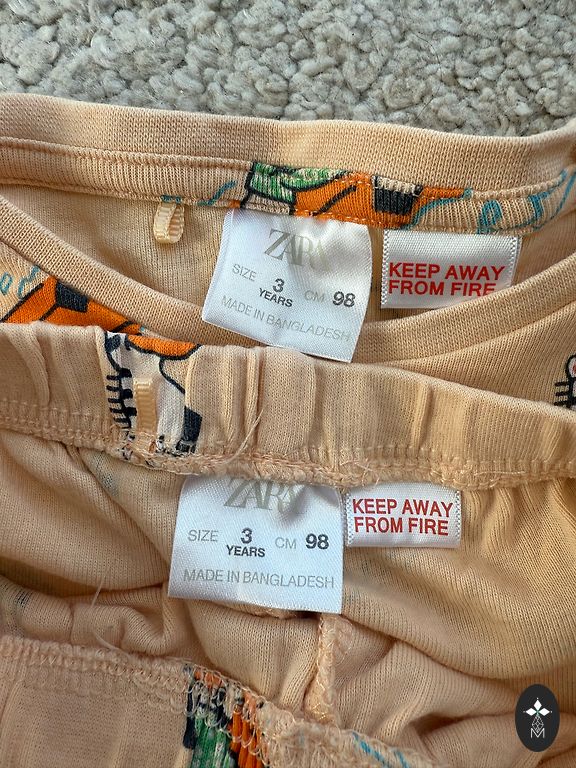 ZARA
SIZE 3 YEARS CM 98
MADE IN BANGLADESH
KEEP AWAY
FROM FIRE
ZARA
SIZE 3 YEARS CM 98
MADE IN BANGLADESH
KEEP AWAY
FROM FIRE